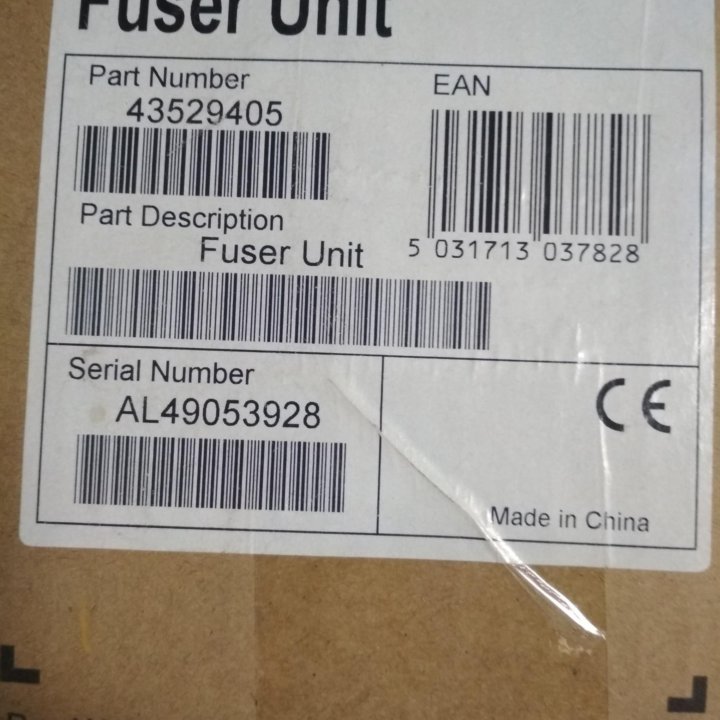 Fuser Unit
Part Number
43529405
EAN
5 031713 037828
Part Description
Fuser Unit
Serial Number
AL49053928
CE
Made in China